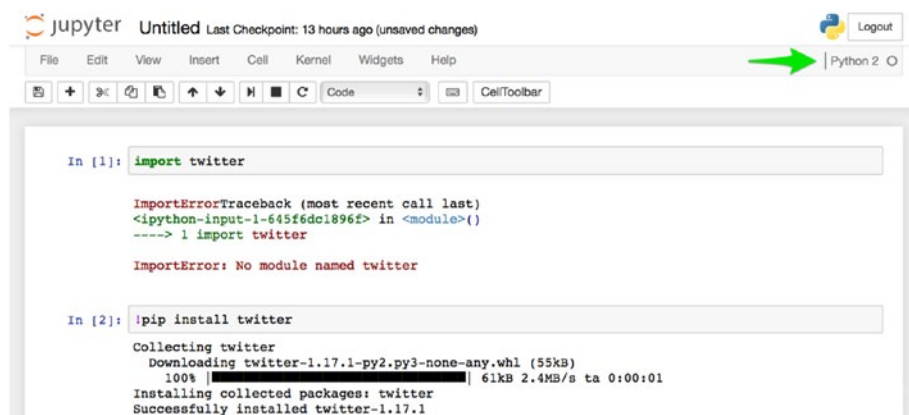 jupyter Untitled Last Checkpoint: 13 hours ago (unsaved changes) Logout
File Edit View Insert Cell Kernel Widgets Help Python 2
Code CellToolbar
In [1]: import twitter
ImportErrorTraceback (most recent call last)
<ipython-input-1-645f6dc1896f> in <module>()
----> 1 import twitter
ImportError: No module named twitter
In [2]: !pip install twitter
Collecting twitter
Downloading twitter-1.17.1-py2.py3-none-any.whl (55kB)
100% || 61kB 2.4MB/s ta 0:00:01
Installing collected packages: twitter
Successfully installed twitter-1.17.1